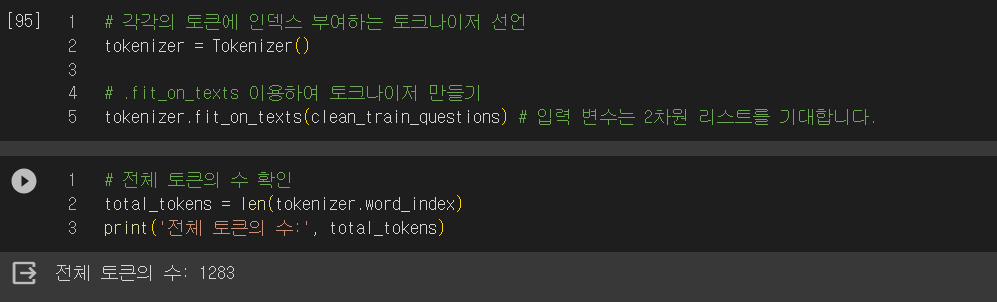 [95] 1 # 각각의 토큰에 인덱스 부여하는 토크나이저 선언
2 tokenizer = Tokenizer()
3
4 # .fit_on_texts 이용하여 토크나이저 만들기
5 tokenizer.fit_on_texts(clean_train_questions) # 입력 변수는 2차원 리스트를 기대합니다.
1 # 전체 토큰의 수 확인
2 total_tokens = len(tokenizer.word_index)
3 print('전체 토큰의 수:', total_tokens)
전체 토큰의 수: 1283